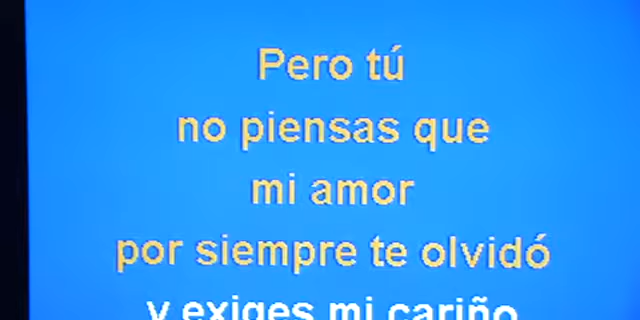 Pero tú
no piensas que
mi amor
por siempre te olvidó
y exiges mi cariño